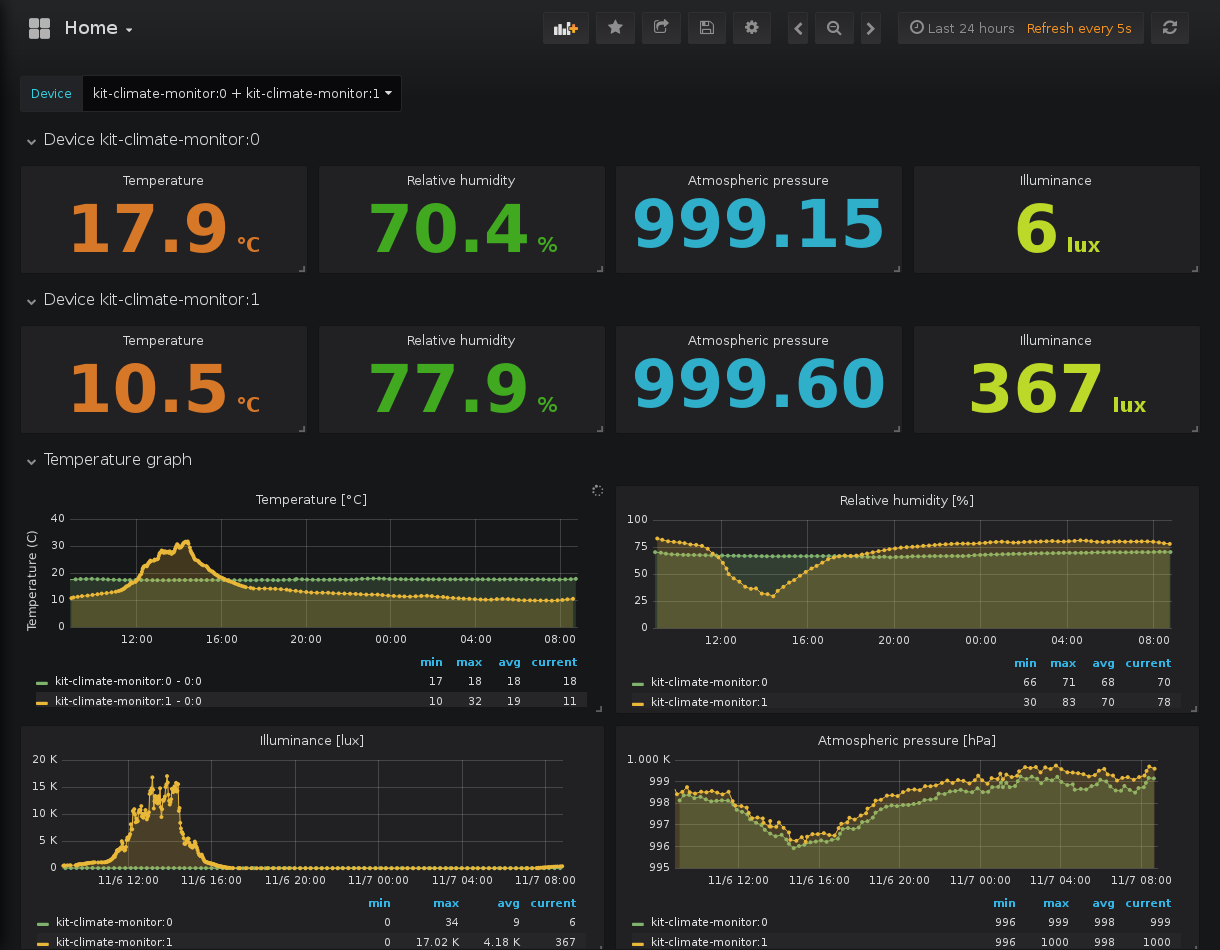 Home
Last 24 hours Refresh every 5s
Device kit-climate-monitor:0 + kit-climate-monitor:1
Device kit-climate-monitor:0
Temperature Relative humidity Atmospheric pressure Illuminance
17.9 °C 70.4 % 999.15 6 lux
Device kit-climate-monitor:1
Temperature Relative humidity Atmospheric pressure Illuminance
10.5 °C 77.9 % 999.60 367 lux
Temperature graph
Temperature [°C]
Temperature (C)
40
30
20
10
0
12:00 16:00 20:00 00:00 04:00 08:00
min max avg current
kit-climate-monitor:0 - 0:0 17 18 18 18
kit-climate-monitor:1 - 0:0 10 32 19 11
Relative humidity [%]
100
75
50
25
0
12:00 16:00 20:00 00:00 04:00 08:00
min max avg current
kit-climate-monitor:0 66 71 68 70
kit-climate-monitor:1 30 83 70 78
Illuminance [lux]
20 K
15 K
10 K
5 K
0
11/6 12:00 11/6 16:00 11/6 20:00 11/7 00:00 11/7 04:00 11/7 08:00
min max avg current
kit-climate-monitor:0 0 34 9 6
kit-climate-monitor:1 0 17.02 K 4.18 K 367
Atmospheric pressure [hPa]
1.000 K
999
998
997
996
995
11/6 12:00 11/6 16:00 11/6 20:00 11/7 00:00 11/7 04:00 11/7 08:00
min max avg current
kit-climate-monitor:0 996 999 998 999
kit-climate-monitor:1 996 1000 998 1000